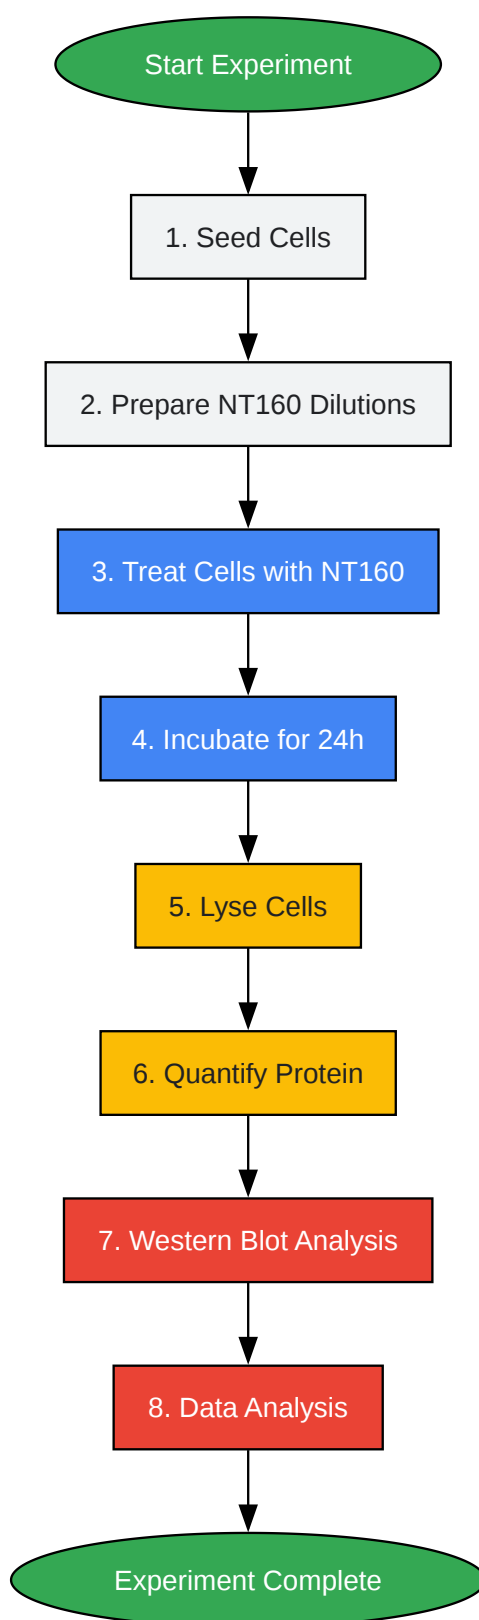 Start Experiment
1. Seed Cells
2. Prepare NT160 Dilutions
3. Treat Cells with NT160
4. Incubate for 24h
5. Lyse Cells
6. Quantify Protein
7. Western Blot Analysis
8. Data Analysis
Experiment Complete